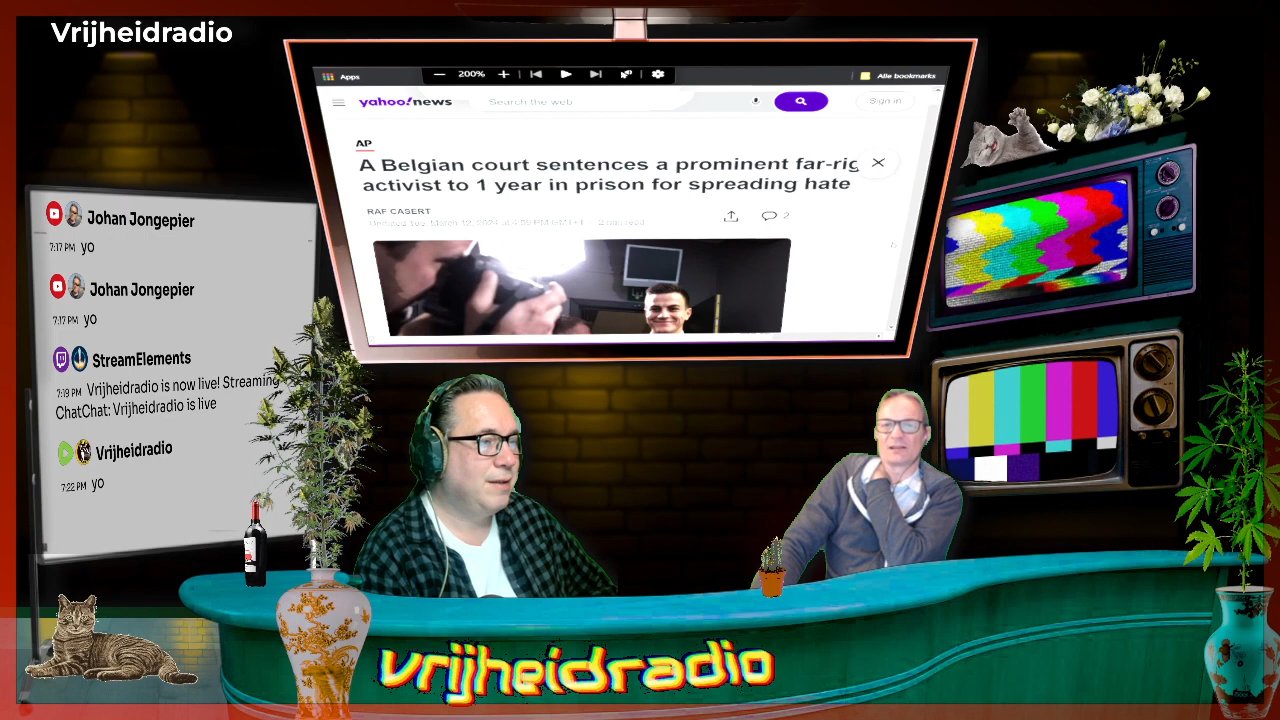 Vrijheidradio
Apps
200%
Alle bookmarks
yahoo!news
Search the web
Sign in
AP
A Belgian court sentences a prominent far-rig
activist to 1 year in prison for spreading hate
RAF CASERT
2
Johan Jongepier
7:17 PM yo
Johan Jongepier
7:17 PM yo
StreamElements
7:19 PM Vrijheidradio is now live! Streaming
ChatChat: Vrijheidradio is live
Vrijheidradio
7:22 PM yo
vrijheidradio